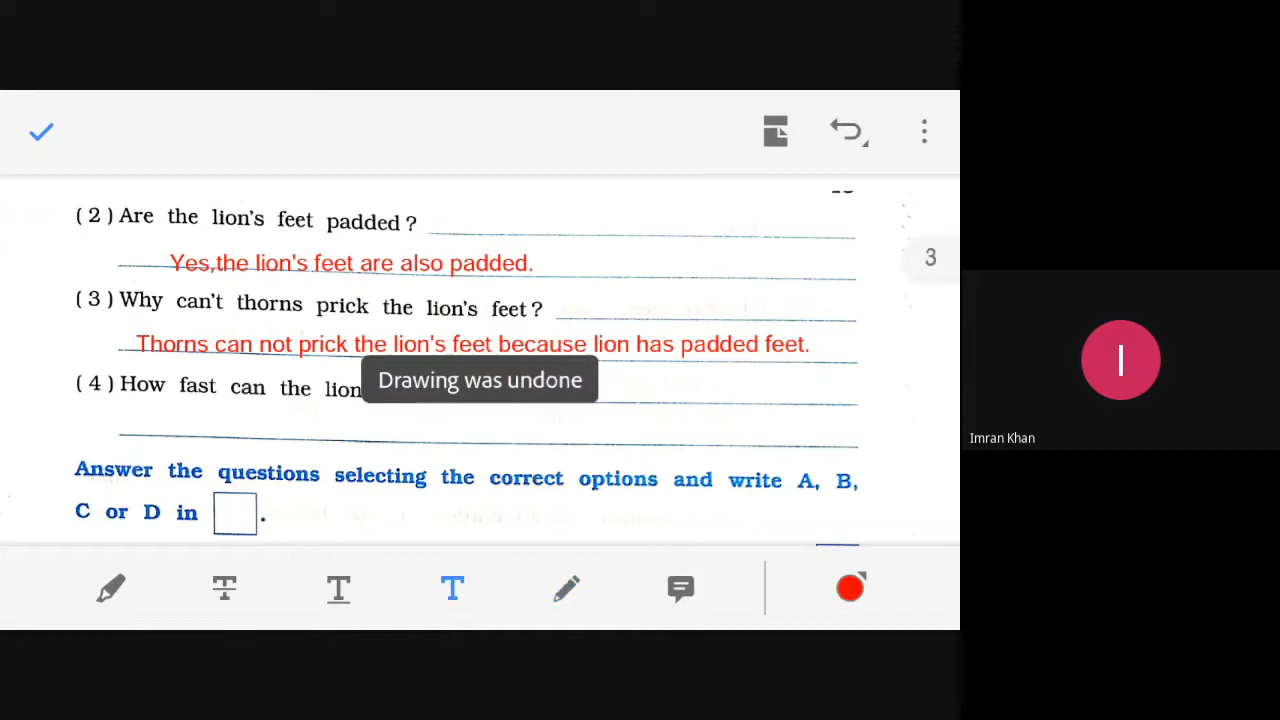 ( 2 ) Are the lion's feet padded ?
Yes,the lion's feet are also padded.
3
( 3 ) Why can't thorns prick the lion's feet ?
Thorns can not prick the lion's feet because lion has padded feet.
Drawing was undone
( 4 ) How fast can the lion
I
Imran Khan
Answer the questions selecting the correct options and write A, B,
C or D in .
T T T